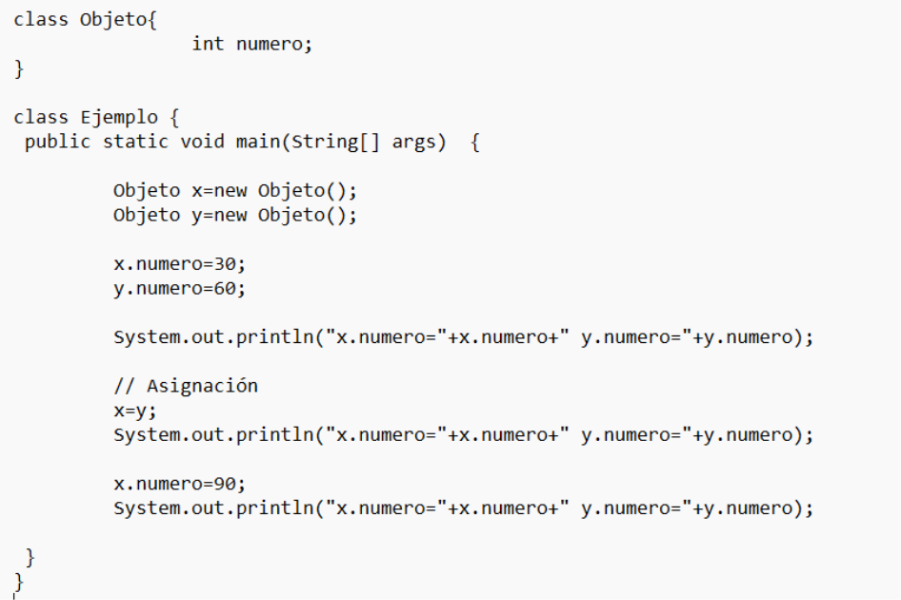 class Objeto{
int numero;
}
class Ejemplo {
public static void main(String[] args)  {
Objeto x=new Objeto();
Objeto y=new Objeto();
x.numero=30;
y.numero=60;
System.out.println("x.numero="+x.numero+" y.numero="+y.numero);
// Asignación
x=y;
System.out.println("x.numero="+x.numero+" y.numero="+y.numero);
x.numero=90;
System.out.println("x.numero="+x.numero+" y.numero="+y.numero);
}
}